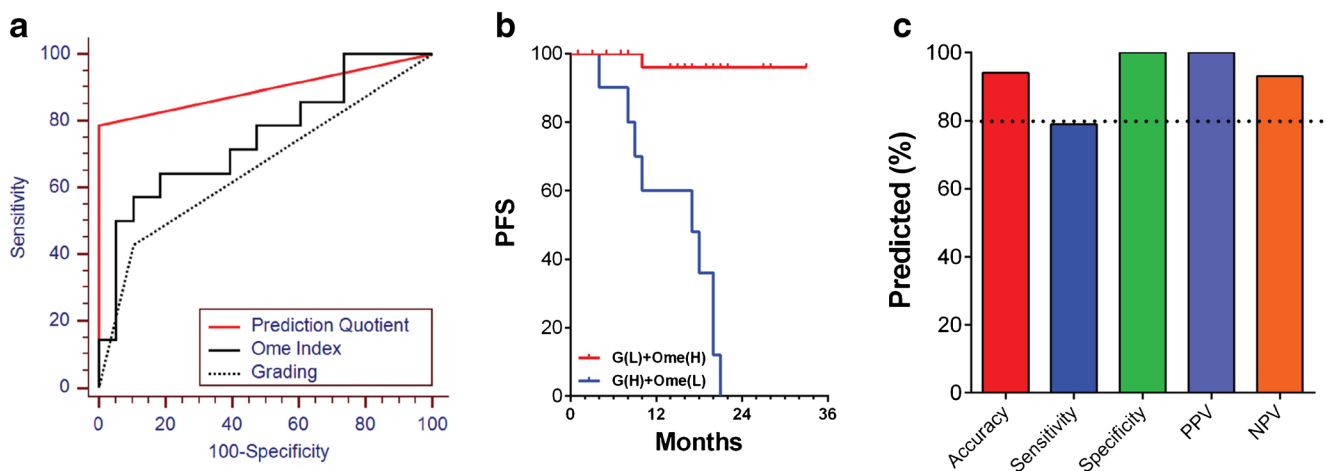 a
Sensitivity
100
80
60
40
20
0
Prediction Quotient
Ome Index
Grading
0 20 40 60 80 100
100-Specificity
b
PFS
100
80
60
40
20
0
G(L)+Ome(H)
G(H)+Ome(L)
0 12 24 36
Months
c
Predicted (%)
100
80
60
40
20
0
Accuracy
Sensitivity
Specificity
PPV
NPV